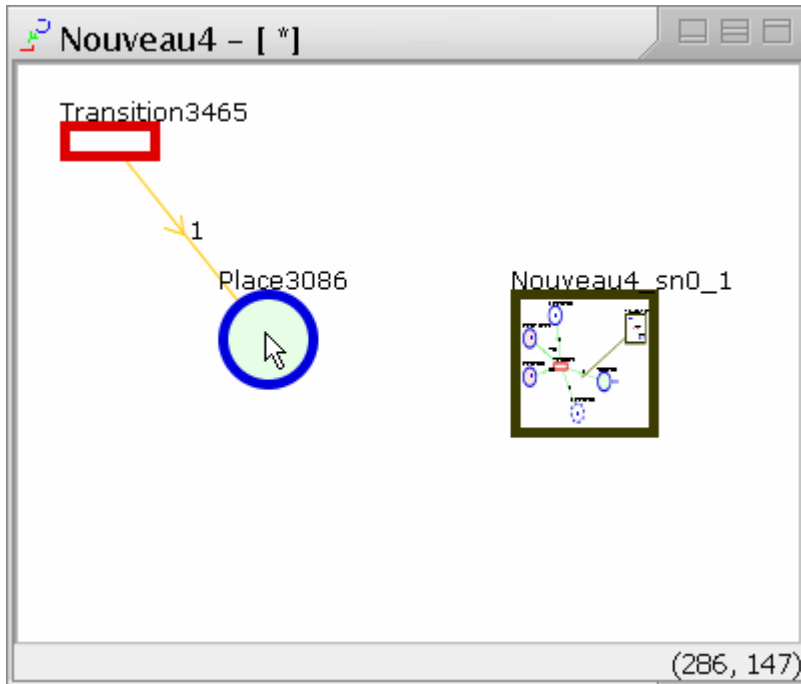 Nouveau4 – [ *]
Transition3465
1
Place3086
Nouveau4_sn0_1
(286, 147)